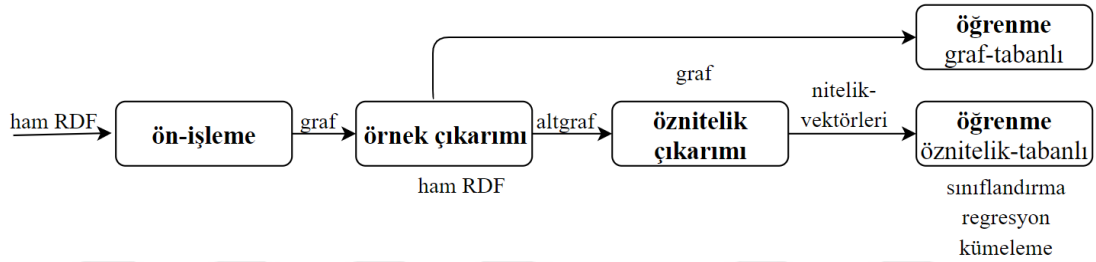 öğrenme
graf-tabanlı
graf
nitelik-
vektörleri
ham RDF
ön-işleme
graf
örnek çıkarımı
altgraf
öznitelik
çıkarımı
öğrenme
öznitelik-tabanlı
ham RDF
sınıflandırma
regresyon
kümeleme